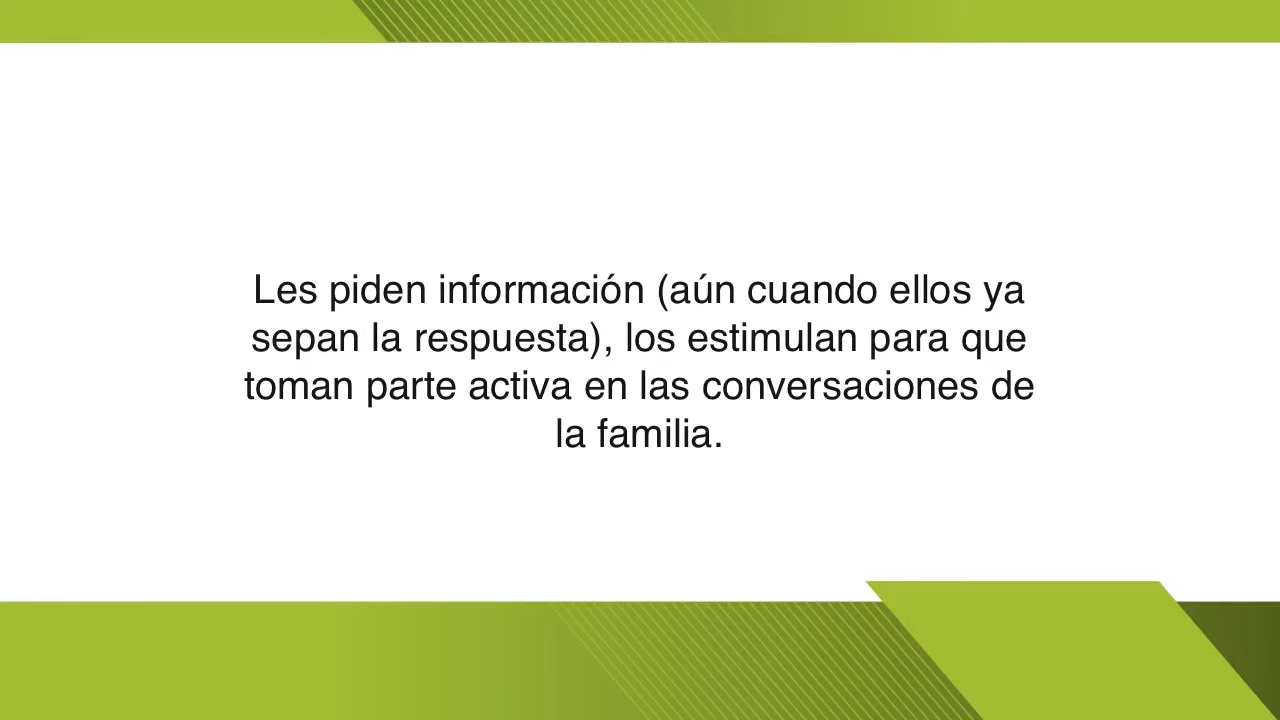 Les piden información (aún cuando ellos ya
sepan la respuesta), los estimulan para que
toman parte activa en las conversaciones de
la familia.